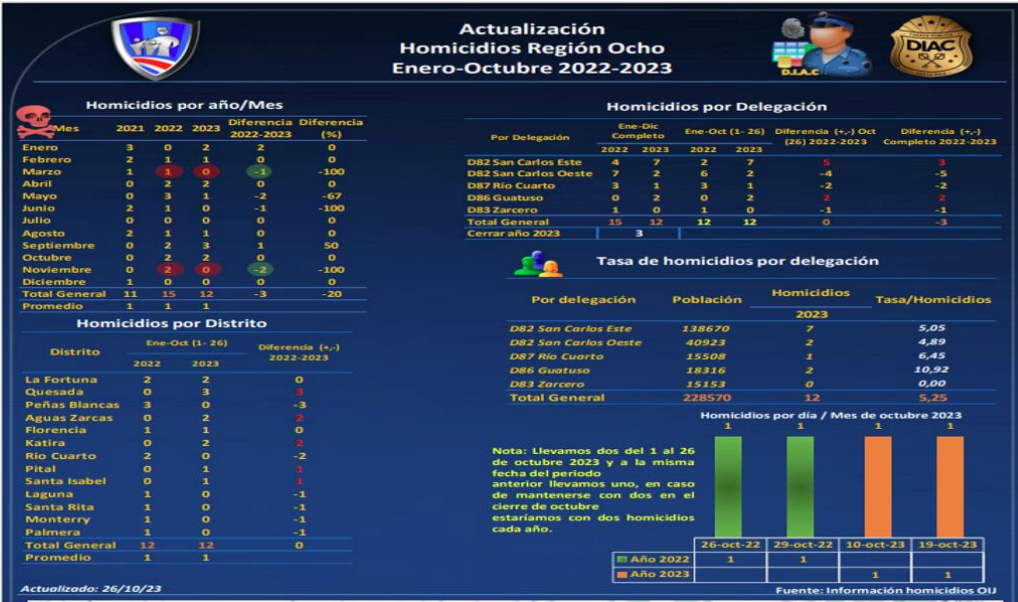 Actualización
Homicidios Región Ocho
Enero-Octubre 2022-2023
D.I.A.C
DIAC
Homicidios por año/Mes
Mes 2021 2022 2023 Diferencia 2022-2023 Diferencia (%)
Enero 3 0 2 2 0
Febrero 2 1 1 0 0
Marzo 1 1 0 -1 -100
Abril 0 2 2 0 0
Mayo 0 3 1 -2 -67
Junio 2 1 0 -1 -100
Julio 0 0 0 0 0
Agosto 2 1 1 0 0
Septiembre 0 2 3 1 50
Octubre 0 2 2 0 0
Noviembre 0 2 0 -2 -100
Diciembre 1 0 0 0 0
Total General 11 15 12 -3 -20
Promedio 1 1 1
Homicidios por Distrito
Distrito Ene-Oct (1- 26) Diferencia (+,-) 2022-2023
2022 2023
La Fortuna 2 2 0
Quesada 0 3 3
Peñas Blancas 3 0 -3
Aguas Zarcas 0 2 2
Florencia 1 1 0
Katira 0 2 2
Rio Cuarto 2 0 -2
Pital 0 1 1
Santa Isabel 0 1 1
Laguna 1 0 -1
Santa Rita 1 0 -1
Monterry 1 0 -1
Palmera 1 0 -1
Total General 12 12 0
Promedio 1 1
Actualizado: 26/10/23
Homicidios por Delegación
Por Delegación Ene-Dic Completo Ene-Oct (1- 26) Diferencia (+,-) Oct (26) 2022-2023 Diferencia (+,-) Completo 2022-2023
2022 2023 2022 2023
D82 San Carlos Este 4 7 2 7 5 3
D82 San Carlos Oeste 7 2 6 2 -4 -5
D87 Río Cuarto 3 1 3 1 -2 -2
D86 Guatuso 0 2 0 2 2 2
D83 Zarcero 1 0 1 0 -1 -1
Total General 15 12 12 12 0 -3
Cerrar año 2023 3
Tasa de homicidios por delegación
Por delegación Población Homicidios Tasa/Homicidios
2023
D82 San Carlos Este 138670 7 5,05
D82 San Carlos Oeste 40923 2 4,89
D87 Río Cuarto 15508 1 6,45
D86 Guatuso 18316 2 10,92
D83 Zarcero 15153 0 0,00
Total General 228570 12 5,25
Homicidios por día / Mes de octubre 2023
1 1 1 1
Nota: Llevamos dos del 1 al 26
de octubre 2023 y a la misma
fecha del periodo
anterior llevamos uno, en caso
de mantenerse con dos en el
cierre de octubre
estaríamos con dos homicidios
cada año.
26-oct-22 29-oct-22 10-oct-23 19-oct-23
Año 2022 1 1
Año 2023 1 1
Fuente: Información homicidios OIJ